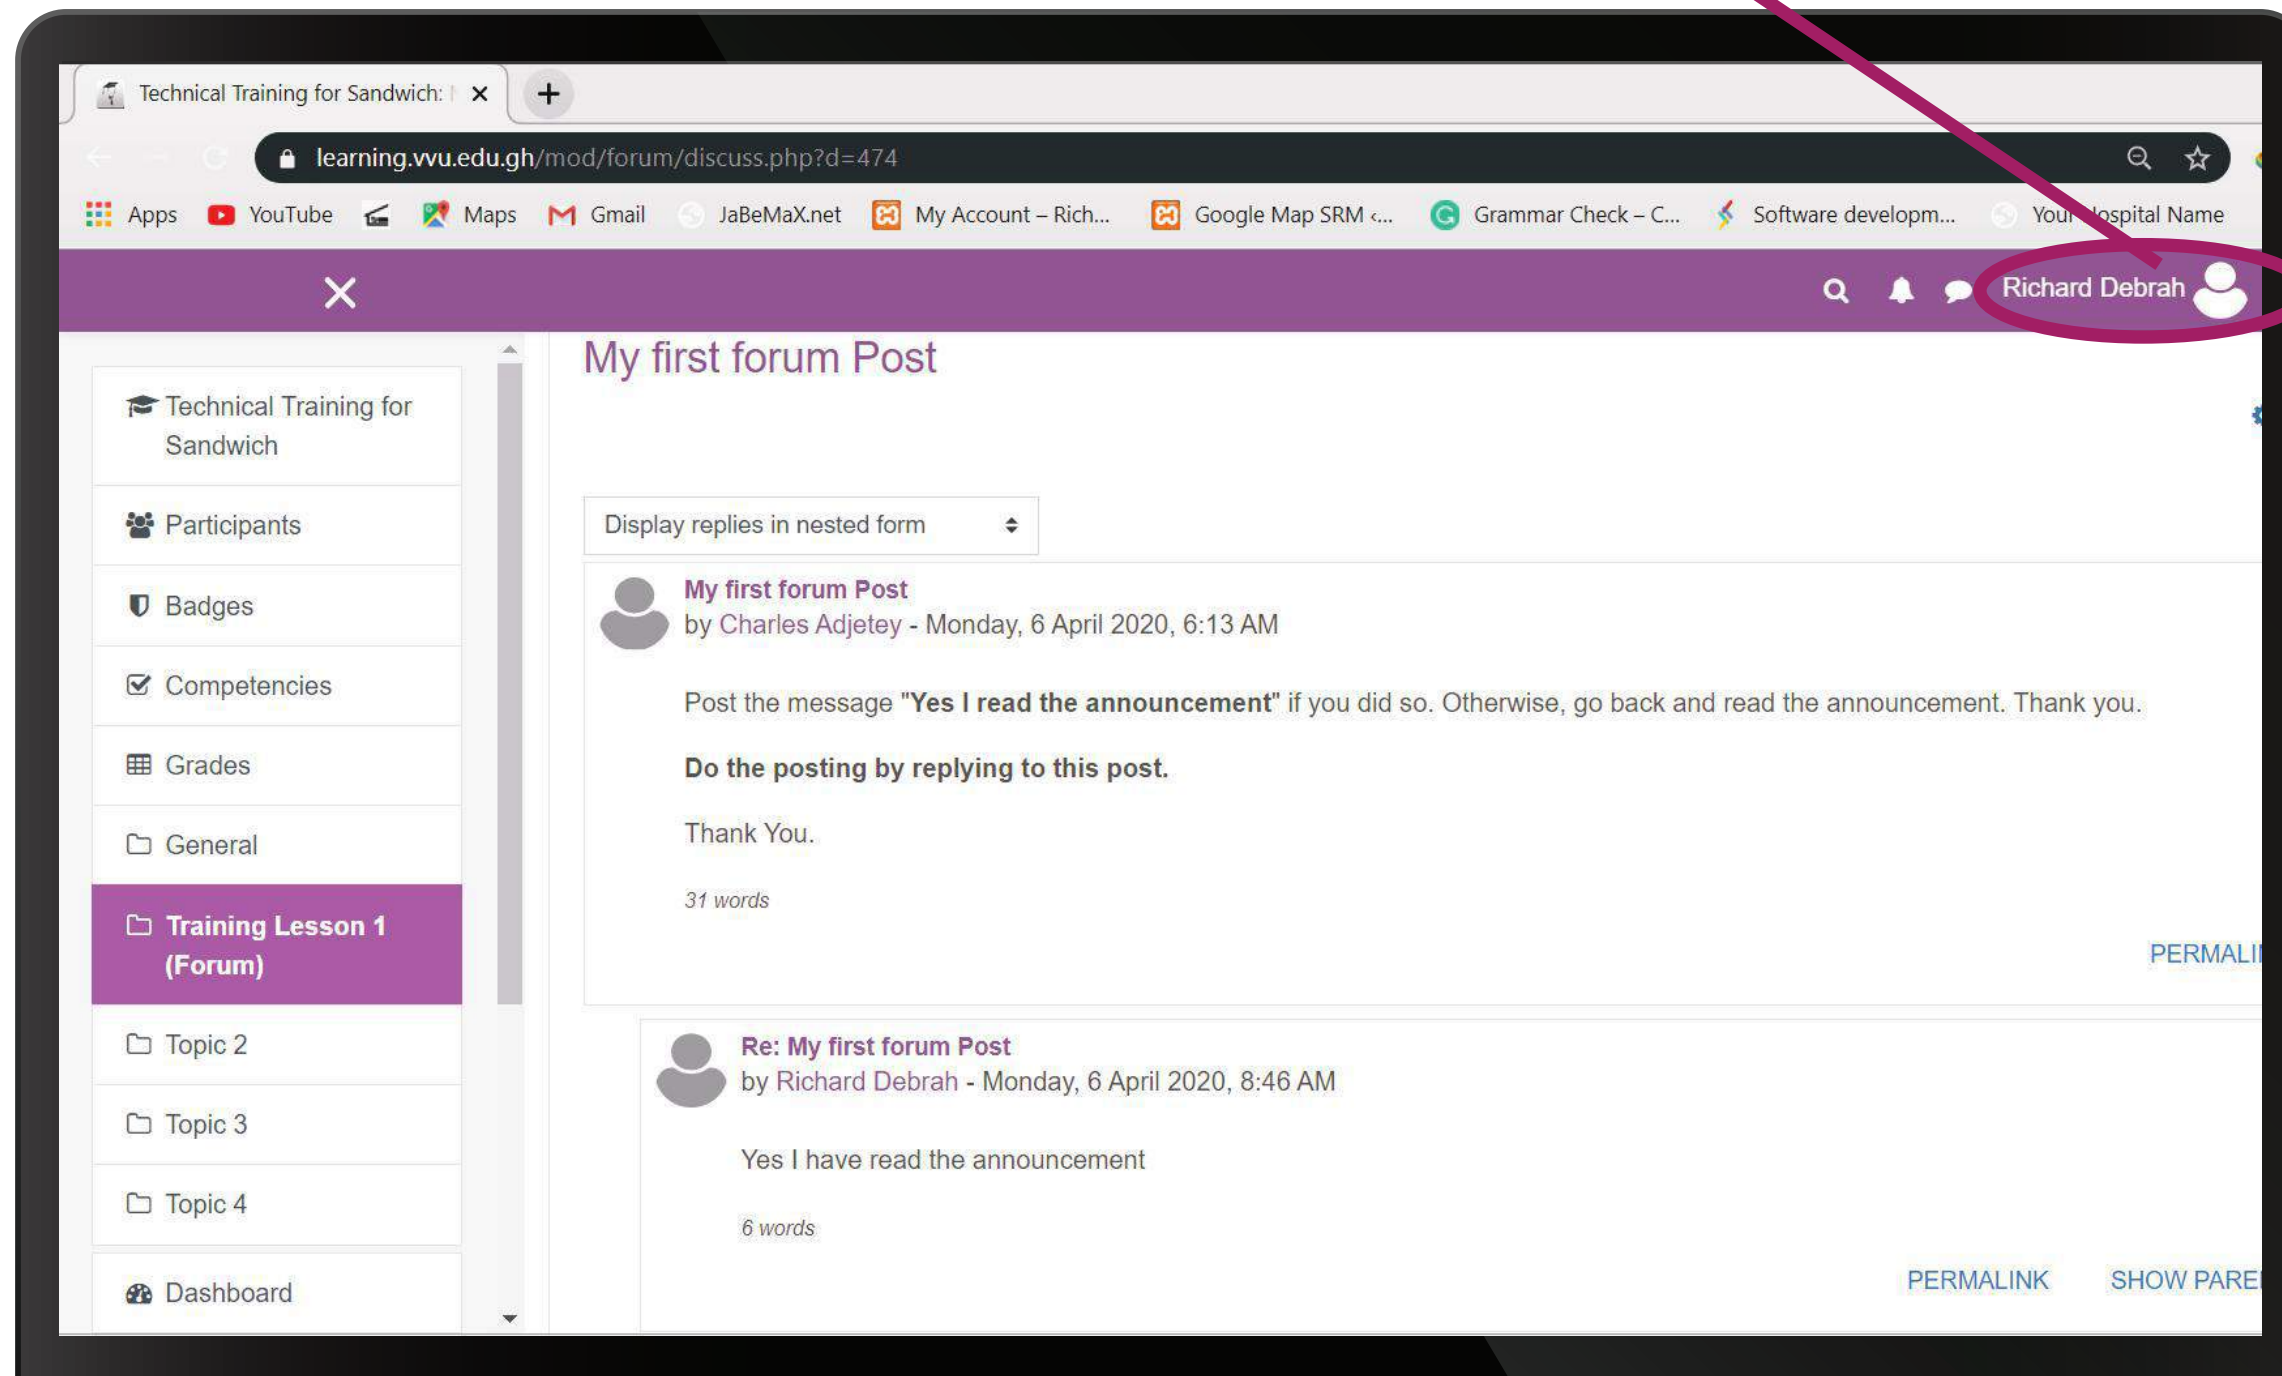 Technical Training for Sandwich:
learning.vvu.edu.gh/mod/forum/discuss.php?d=474
Apps YouTube Maps Gmail JaBeMaX.net My Account – Rich... Google Map SRM ‹... Grammar Check – C... Software developm... Your Hospital Name
Richard Debrah
My first forum Post
Technical Training for
Sandwich
Participants
Badges
Competencies
Grades
General
Training Lesson 1
(Forum)
Topic 2
Topic 3
Topic 4
Dashboard
Display replies in nested form
My first forum Post
by Charles Adjetey - Monday, 6 April 2020, 6:13 AM
Post the message "Yes I read the announcement" if you did so. Otherwise, go back and read the announcement. Thank you.
Do the posting by replying to this post.
Thank You.
31 words
PERMALI
Re: My first forum Post
by Richard Debrah - Monday, 6 April 2020, 8:46 AM
Yes I have read the announcement
6 words
PERMALINK SHOW PARE